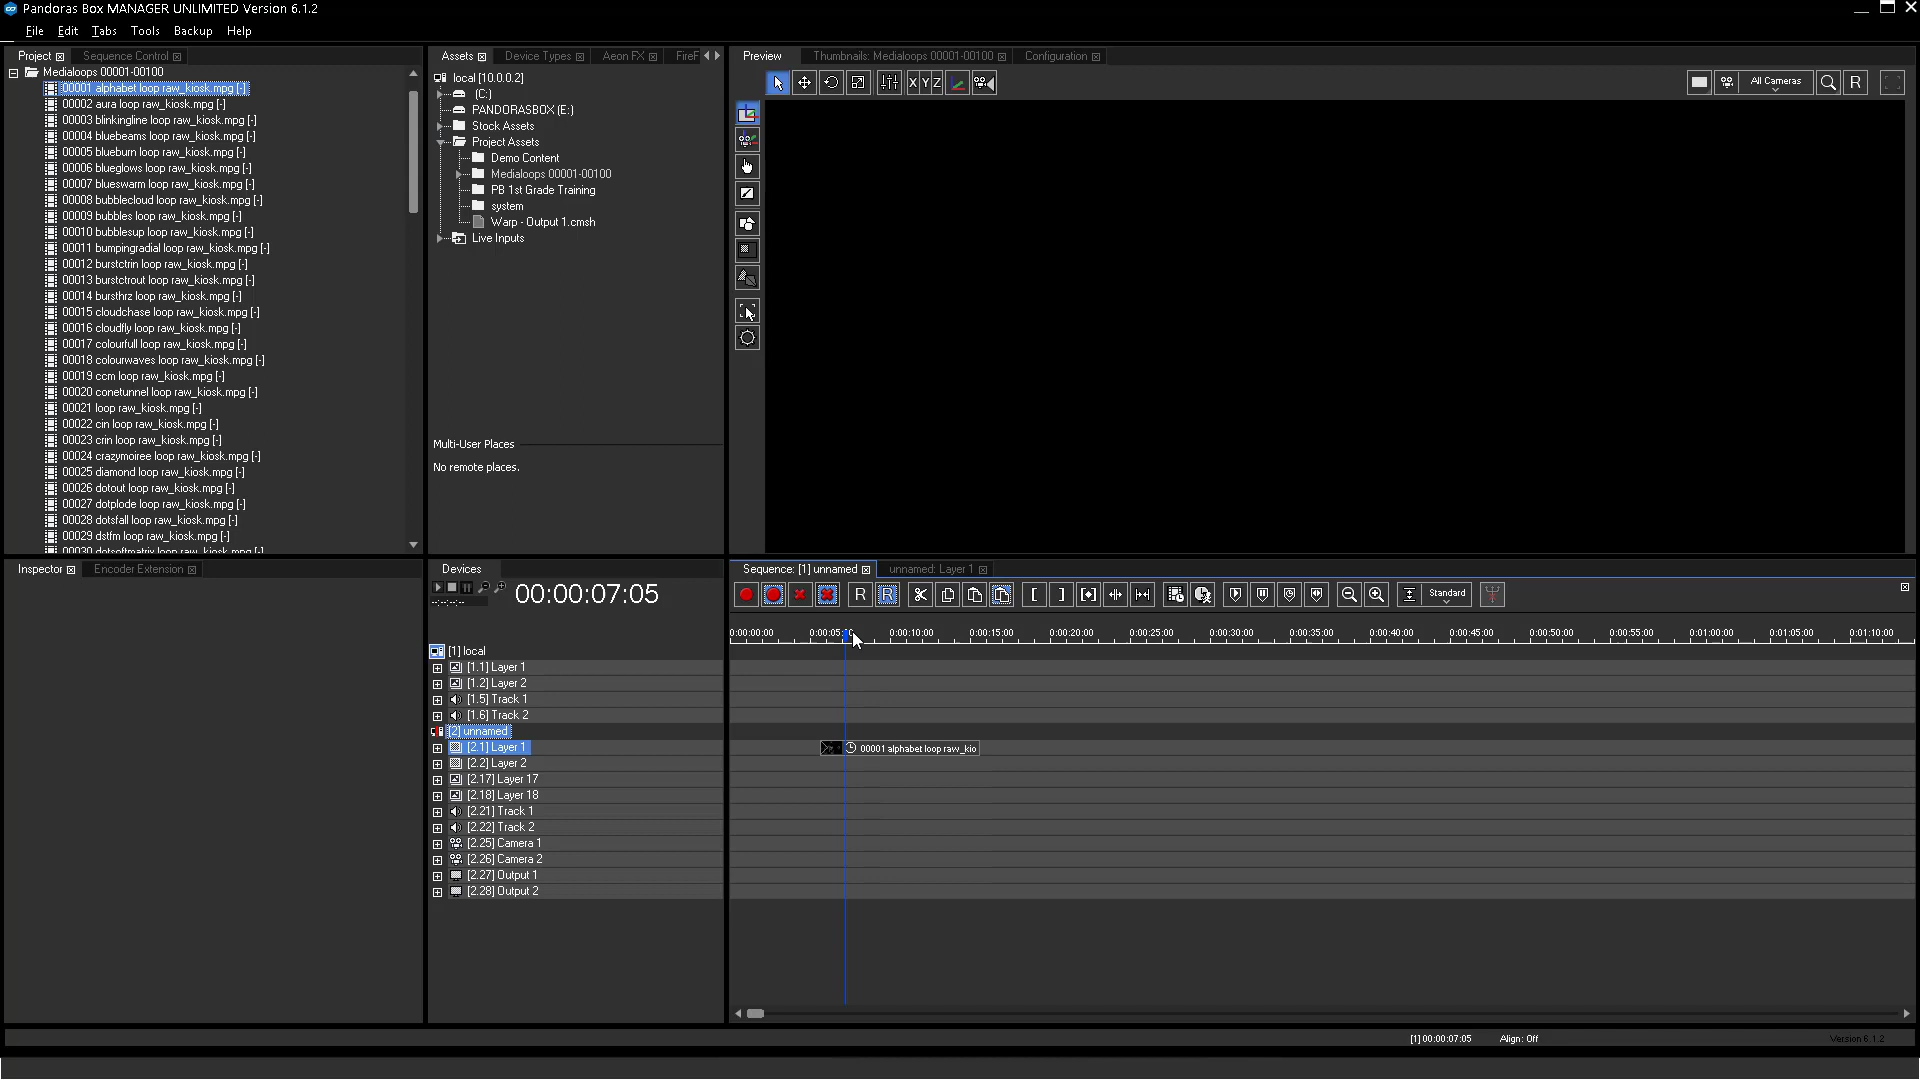 Pandoras Box MANAGER UNLIMITED Version 6.1.2
File Edit Tabs Tools Backup Help
Project Sequence Control
Medialoops 00001-00100
00001 alphabet loop raw_kiosk.mpg [-]
00002 aura loop raw_kiosk.mpg [-]
00003 blinkingline loop raw_kiosk.mpg [-]
00004 bluebeams loop raw_kiosk.mpg [-]
00005 blueburn loop raw_kiosk.mpg [-]
00006 blueglows loop raw_kiosk.mpg [-]
00007 blueswarm loop raw_kiosk.mpg [-]
00008 bubblecloud loop raw_kiosk.mpg [-]
00009 bubbles loop raw_kiosk.mpg [-]
00010 bubblesup loop raw_kiosk.mpg [-]
00011 bumpingradial loop raw_kiosk.mpg [-]
00012 burstctrin loop raw_kiosk.mpg [-]
00013 burstctrout loop raw_kiosk.mpg [-]
00014 bursthrz loop raw_kiosk.mpg [-]
00015 cloudchase loop raw_kiosk.mpg [-]
00016 cloudfly loop raw_kiosk.mpg [-]
00017 colourfull loop raw_kiosk.mpg [-]
00018 colourwaves loop raw_kiosk.mpg [-]
00019 ccm loop raw_kiosk.mpg [-]
00020 conetunnel loop raw_kiosk.mpg [-]
00021 loop raw_kiosk.mpg [-]
00022 cin loop raw_kiosk.mpg [-]
00023 crin loop raw_kiosk.mpg [-]
00024 crazymoiree loop raw_kiosk.mpg [-]
00025 diamond loop raw_kiosk.mpg [-]
00026 dotout loop raw_kiosk.mpg [-]
00027 dotplode loop raw_kiosk.mpg [-]
00028 dotsfall loop raw_kiosk.mpg [-]
00029 dstfm loop raw_kiosk.mpg [-]
00030 dotsoftmatrix loop raw_kiosk.mpg [-]
Assets Device Types Aeon FX FireF
local [10.0.0.2]
(C:)
PANDORASBOX (E:)
Stock Assets
Project Assets
Demo Content
Medialoops 00001-00100
PB 1st Grade Training
system
Warp - Output 1.cmsh
Live Inputs
Multi-User Places
No remote places.
Preview Thumbnails: Medialoops 00001-00100 Configuration
X Y Z
All Cameras
R
Inspector Encoder Extension
Devices
00:00:07:05
--:--:--:--
[1] local
[1.1] Layer 1
[1.2] Layer 2
[1.5] Track 1
[1.6] Track 2
[2] unnamed
[2.1] Layer 1
[2.2] Layer 2
[2.17] Layer 17
[2.18] Layer 18
[2.21] Track 1
[2.22] Track 2
[2.25] Camera 1
[2.26] Camera 2
[2.27] Output 1
[2.28] Output 2
Sequence: [1] unnamed unnamed: Layer 1
R R
Standard
0:00:00:00 0:00:05:00 0:00:10:00 0:00:15:00 0:00:20:00 0:00:25:00 0:00:30:00 0:00:35:00 0:00:40:00 0:00:45:00 0:00:50:00 0:00:55:00 0:01:00:00 0:01:05:00 0:01:10:00
00001 alphabet loop raw_kio
[1] 00:00:07:05 Align: Off Version 6.1.2